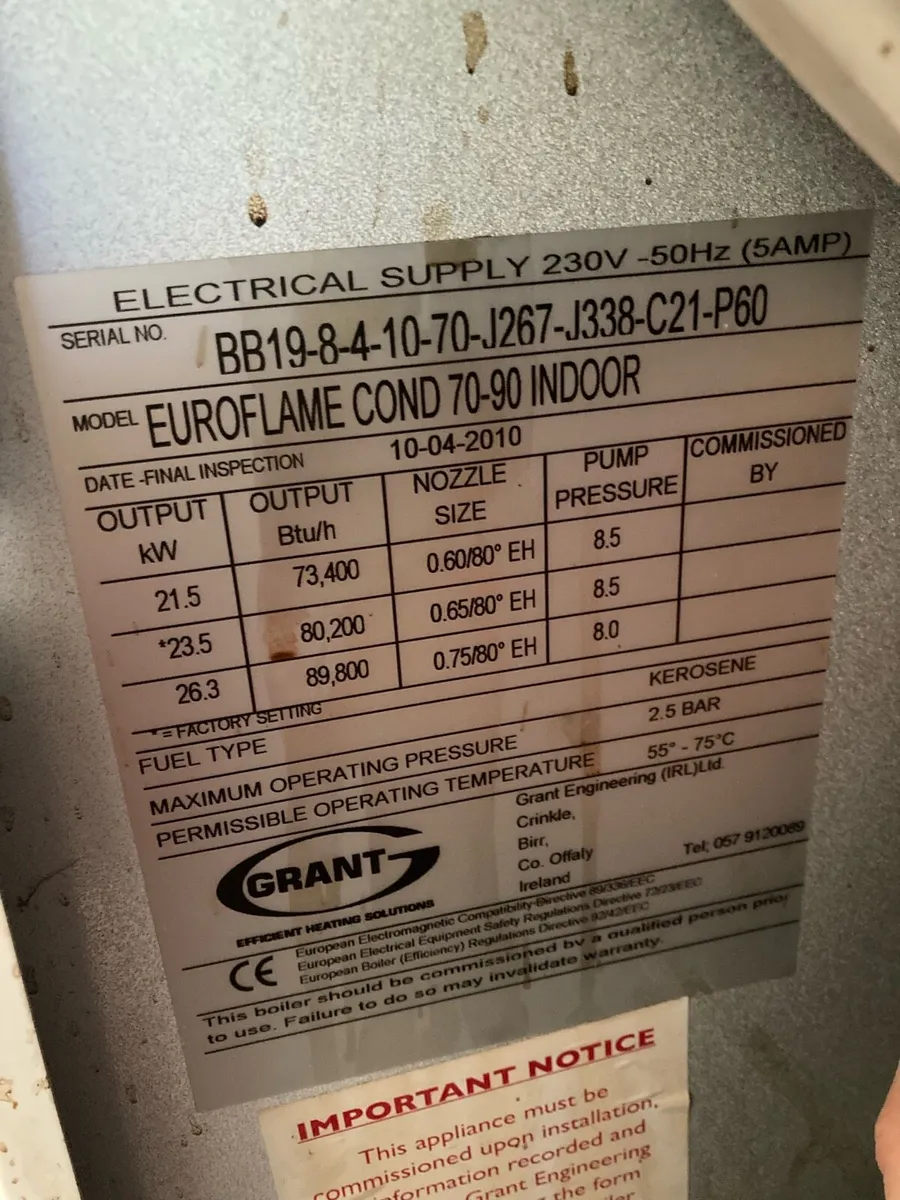 ELECTRICAL SUPPLY 230V -50Hz (5AMP)
SERIAL NO. BB19-8-4-10-70-J267-J338-C21-P60
MODEL EUROFLAME COND 70-90 INDOOR
DATE -FINAL INSPECTION 10-04-2010
OUTPUT kW OUTPUT Btu/h NOZZLE SIZE PUMP PRESSURE COMMISSIONED BY
21.5 73,400 0.60/80° EH 8.5
*23.5 80,200 0.65/80° EH 8.5
26.3 89,800 0.75/80° EH 8.0
* = FACTORY SETTING
FUEL TYPE KEROSENE
MAXIMUM OPERATING PRESSURE 2.5 BAR
PERMISSIBLE OPERATING TEMPERATURE 55° - 75°C
GRANT
EFFICIENT HEATING SOLUTIONS
Grant Engineering (IRL)Ltd.
Crinkle,
Birr,
Co. Offaly Tel; 057 9120089
Ireland
CE
European Electromagnetic Compatibility Directive 89/336/EEC
European Electrical Equipment Safety Regulations Directive 72/23/EEC
European Boiler (Efficiency) Regulations Directive 92/42/EEC
This boiler should be commissioned by a qualified person prior
to use. Failure to do so may invalidate warranty.
IMPORTANT NOTICE
This appliance must be
commissioned upon installation,
formation recorded and
Grant Engineering
the form